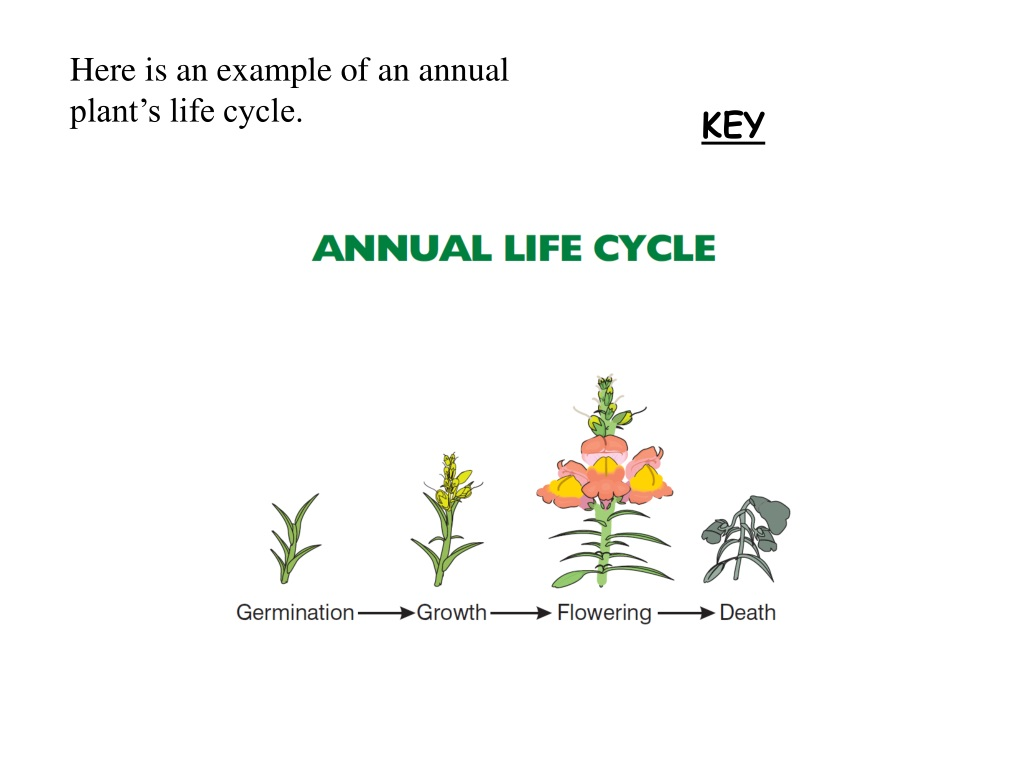 Here is an example of an annual
plant’s life cycle.
KEY
ANNUAL LIFE CYCLE
Germination Growth Flowering Death